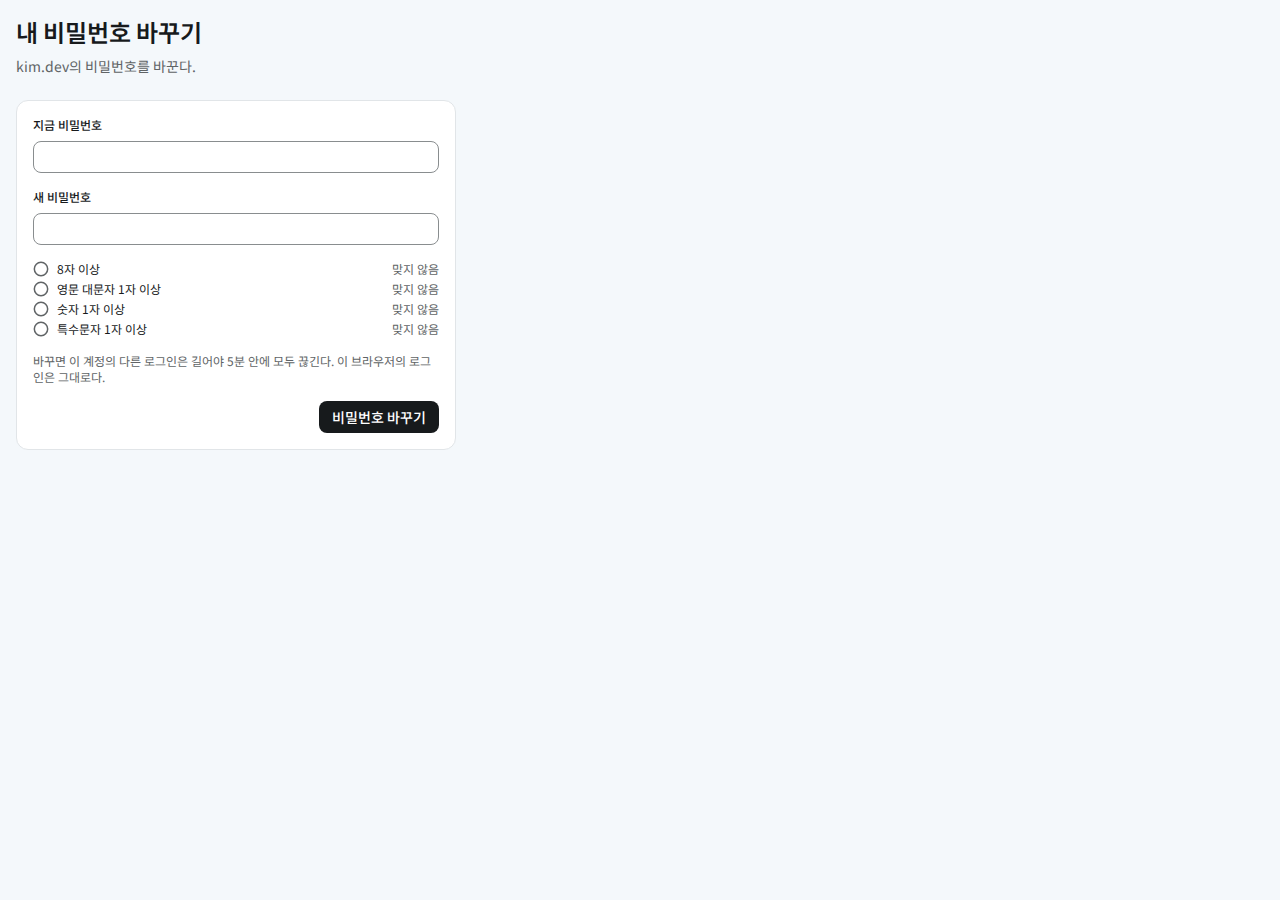 내 비밀번호 바꾸기
kim.dev의 비밀번호를 바꾼다.
지금 비밀번호
새 비밀번호
8자 이상 맞지 않음
영문 대문자 1자 이상 맞지 않음
숫자 1자 이상 맞지 않음
특수문자 1자 이상 맞지 않음
바꾸면 이 계정의 다른 로그인은 길어야 5분 안에 모두 끊긴다. 이 브라우저의 로그
인은 그대로다.
비밀번호 바꾸기